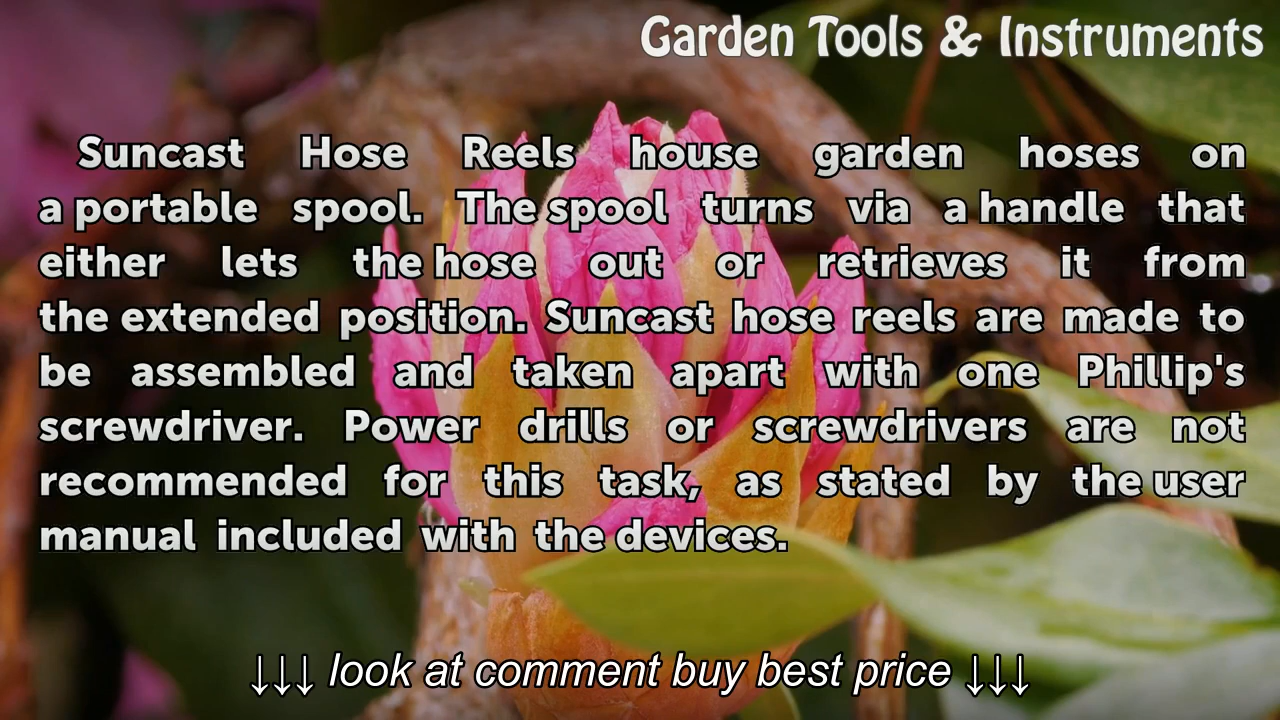 Garden Tools & Instruments
Suncast Hose Reels house garden hoses on
a portable spool. The spool turns via a handle that
either lets the hose out or retrieves it from
the extended position. Suncast hose reels are made to
be assembled and taken apart with one Phillip's
screwdriver. Power drills or screwdrivers are not
recommended for this task, as stated by the user
manual included with the devices.
↓↓↓ look at comment buy best price ↓↓↓